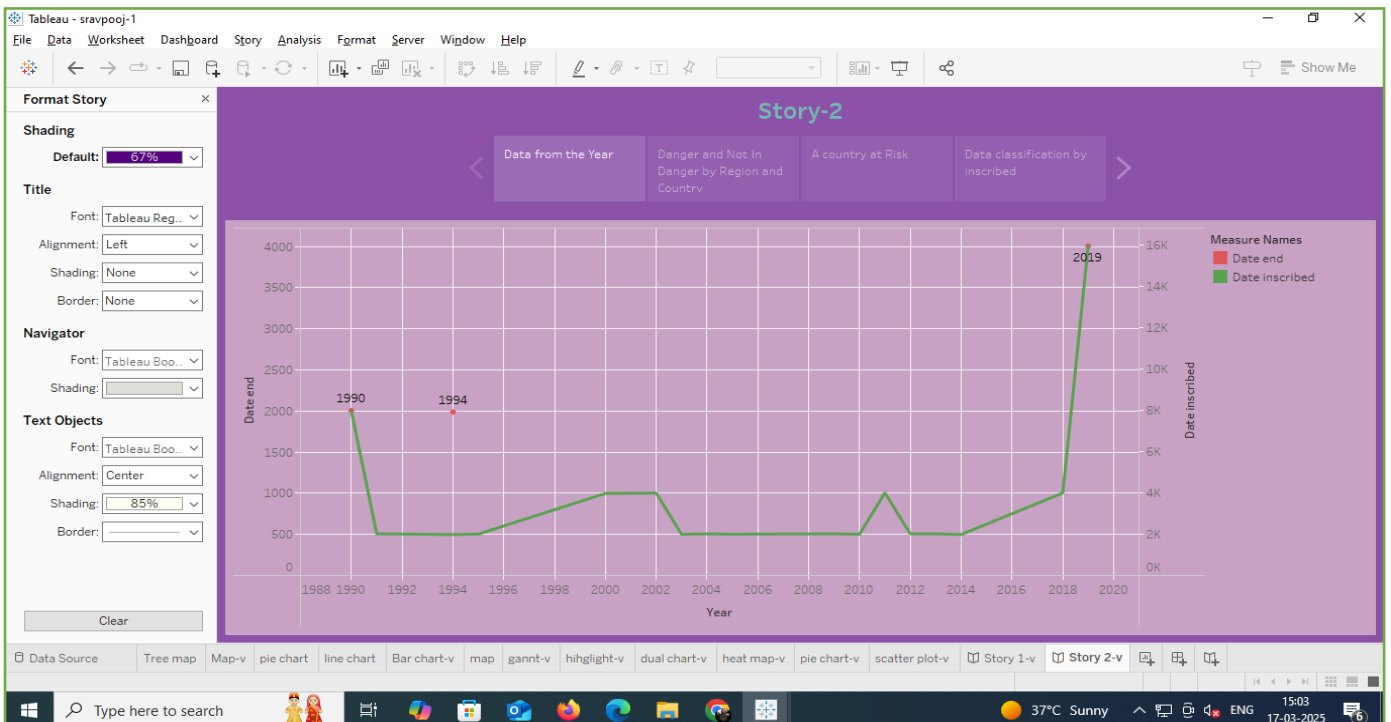 Tableau - sravpooj-1
File Data Worksheet Dashboard Story Analysis Format Server Window Help
Show Me
Format Story
Shading
Default: 67%
Title
Font: Tableau Reg..
Alignment: Left
Shading: None
Border: None
Navigator
Font: Tableau Boo..
Shading:
Text Objects
Font: Tableau Boo..
Alignment: Center
Shading: 85%
Border:
Clear
Story-2
Data from the Year
Danger and Not In
Danger by Region and
Country
A country at Risk
Data classification by
inscribed
Date end
4000
3500
3000
2500
2000
1500
1000
500
0
1990
1994
2019
16K
14K
12K
10K
8K
6K
4K
2K
0K
Date inscribed
1988 1990 1992 1994 1996 1998 2000 2002 2004 2006 2008 2010 2012 2014 2016 2018 2020
Year
Measure Names
Date end
Date inscribed
Data Source Tree map Map-v pie chart line chart Bar chart-v map gannt-v hihglight-v dual chart-v heat map-v pie chart-v scatter plot-v Story 1-v Story 2-v
Type here to search
37°C Sunny
ENG
15:03
17-03-2025
6